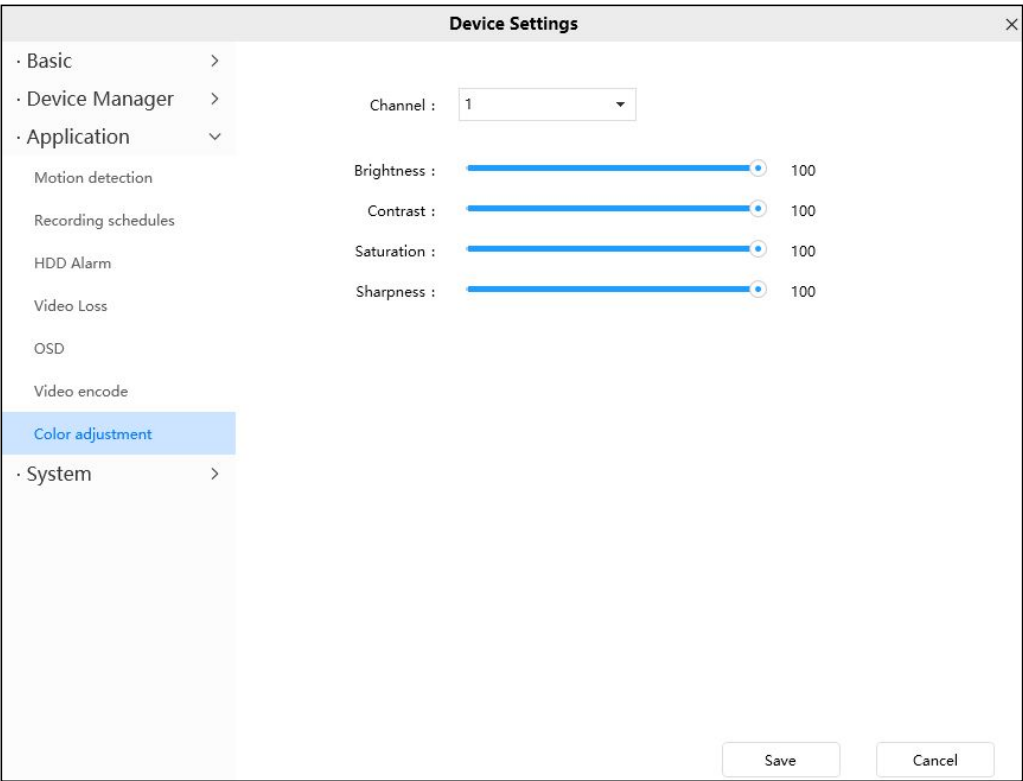 Device Settings
· Basic
· Device Manager
· Application
Motion detection
Recording schedules
HDD Alarm
Video Loss
OSD
Video encode
Color adjustment
· System
Channel : 1
Brightness : 100
Contrast : 100
Saturation : 100
Sharpness : 100
Save Cancel